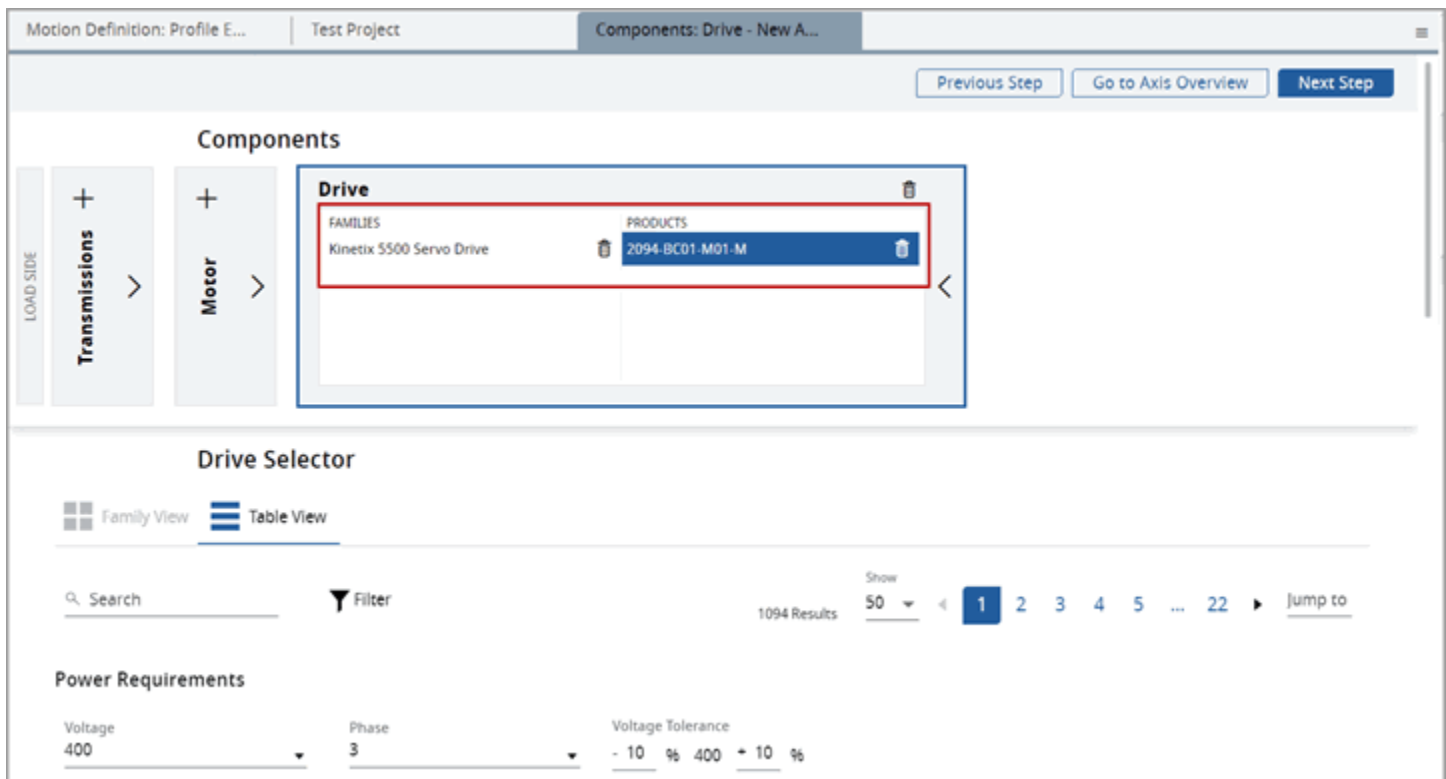 Motion Definition: Profile E... Test Project Components: Drive - New A...
Previous Step Go to Axis Overview Next Step
Components
LOAD SIDE
Transmissions
Motor
Drive
FAMILIES PRODUCTS
Kinetix 5500 Servo Drive 2094-BC01-M01-M
Drive Selector
Family View Table View
Search Filter
1094 Results
Show
50 1 2 3 4 5 ... 22 Jump to
Power Requirements
Voltage Phase Voltage Tolerance
400 3 - 10 % 400 + 10 %